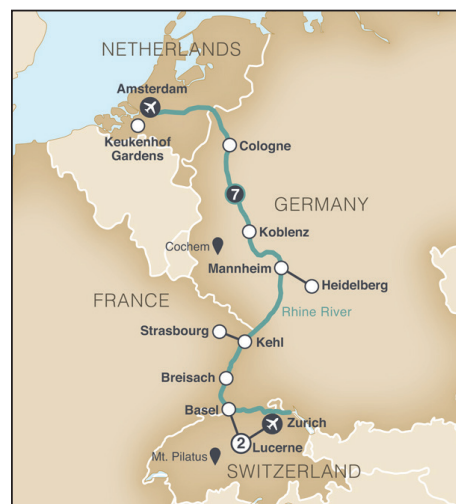 NETHERLANDS
Amsterdam
Keukenhof
Gardens
Cologne
7
GERMANY
Koblenz
Cochem
Mannheim
Heidelberg
FRANCE
Rhine River
Strasbourg
Kehl
Breisach
Basel
Zurich
2
Lucerne
Mt. Pilatus
SWITZERLAND